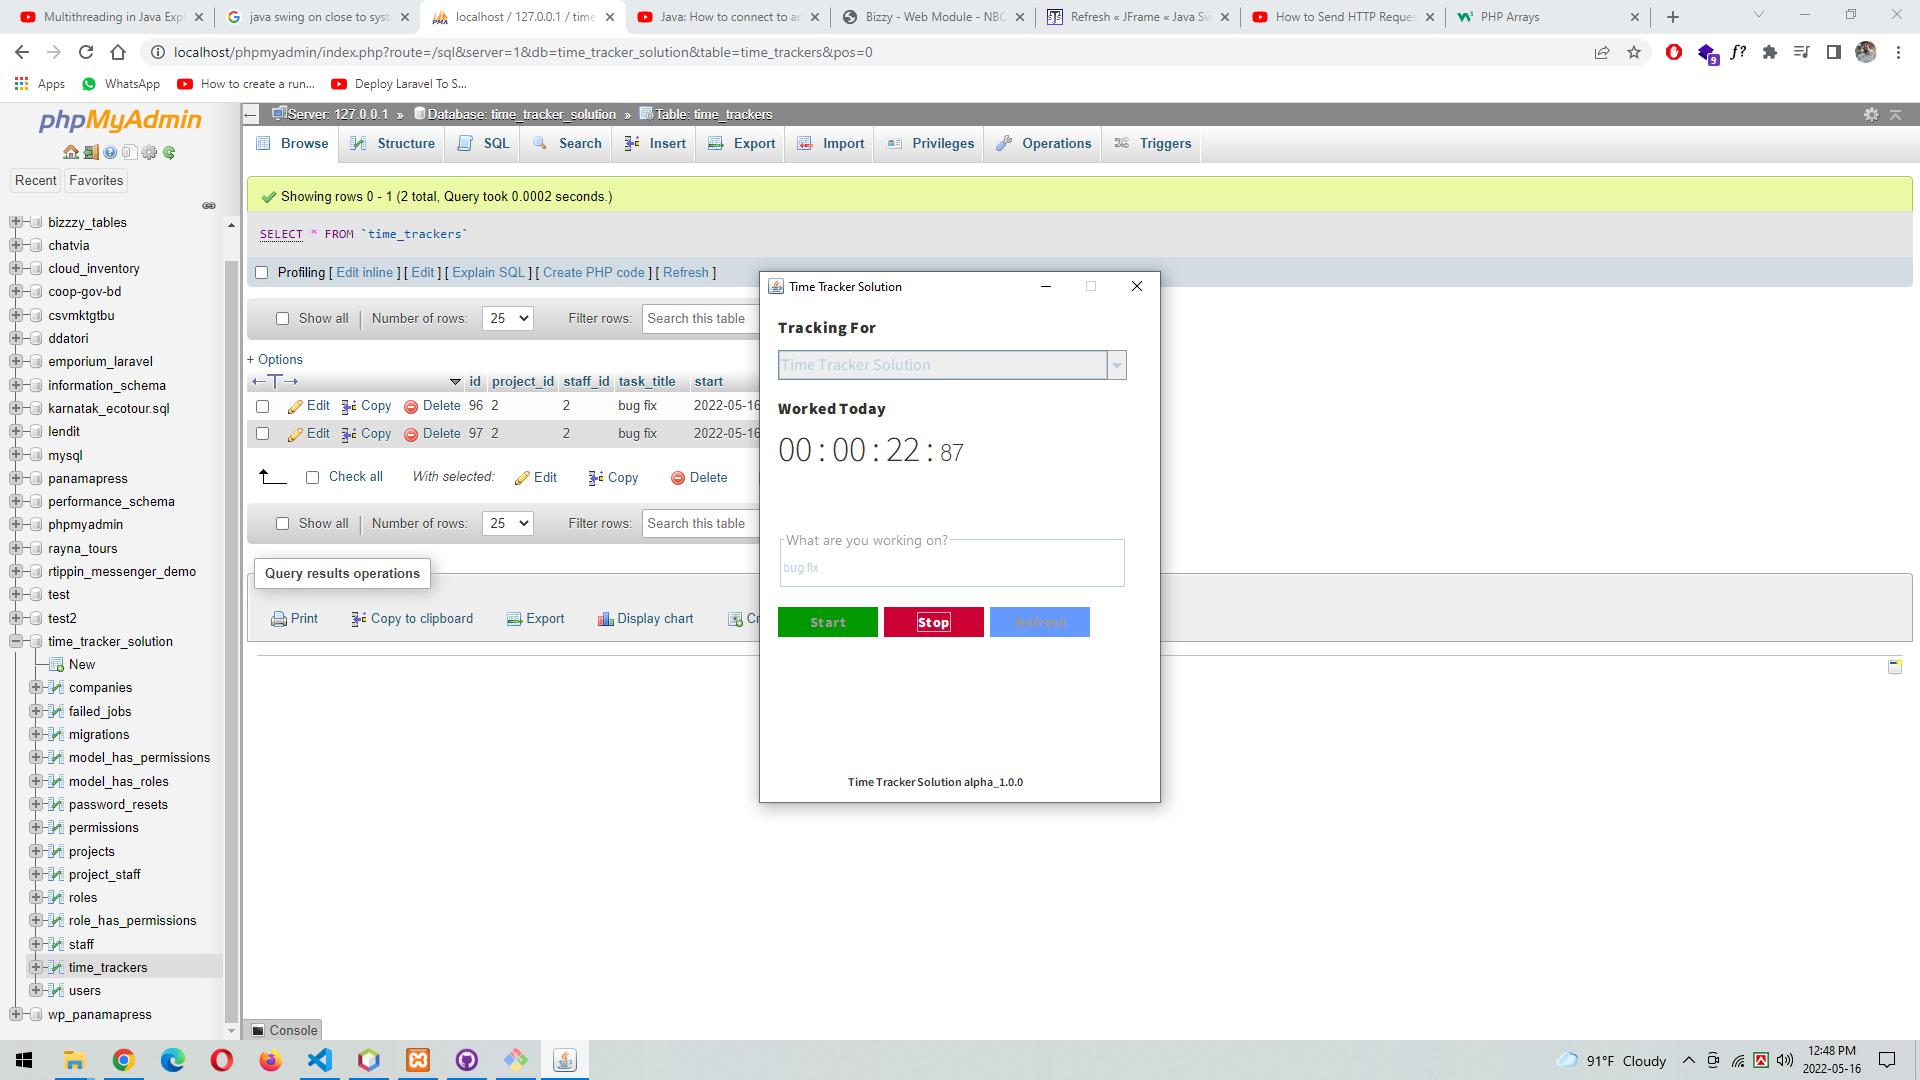 Multithreading in Java Exp
java swing on close to syst
localhost / 127.0.0.1 / time
Java: How to connect to an
Bizzy - Web Module - NBC
Refresh « JFrame « Java Sw
How to Send HTTP Reques
PHP Arrays
localhost/phpmyadmin/index.php?route=/sql&server=1&db=time_tracker_solution&table=time_trackers&pos=0
f?
9
Apps
WhatsApp
How to create a run...
Deploy Laravel To S...
phpMyAdmin
Recent
Favorites
bizzzy_tables
chatvia
cloud_inventory
coop-gov-bd
csvmktgtbu
ddatori
emporium_laravel
information_schema
karnatak_ecotour.sql
lendit
mysql
panamapress
performance_schema
phpmyadmin
rayna_tours
rtippin_messenger_demo
test
test2
time_tracker_solution
New
companies
failed_jobs
migrations
model_has_permissions
model_has_roles
password_resets
permissions
projects
project_staff
roles
role_has_permissions
staff
time_trackers
users
wp_panamapress
Server: 127.0.0.1 » Database: time_tracker_solution » Table: time_trackers
Browse
Structure
SQL
Search
Insert
Export
Import
Privileges
Operations
Triggers
Showing rows 0 - 1 (2 total, Query took 0.0002 seconds.)
SELECT * FROM `time_trackers`
Profiling [ Edit inline ] [ Edit ] [ Explain SQL ] [ Create PHP code ] [ Refresh ]
Show all
Number of rows: 25
Filter rows: Search this table
+ Options
←T→ id project_id staff_id task_title start
Edit Copy Delete 96 2 2 bug fix 2022-05-16
Edit Copy Delete 97 2 2 bug fix 2022-05-16
Check all With selected: Edit Copy Delete
Show all
Number of rows: 25
Filter rows: Search this table
Query results operations
Print
Copy to clipboard
Export
Display chart
Cr
Console
Time Tracker Solution
Tracking For
Time Tracker Solution
Worked Today
00 : 00 : 22 : 87
What are you working on?
bug fix
Start
Stop
Refresh
Time Tracker Solution alpha_1.0.0
91°F Cloudy
12:48 PM
2022-05-16